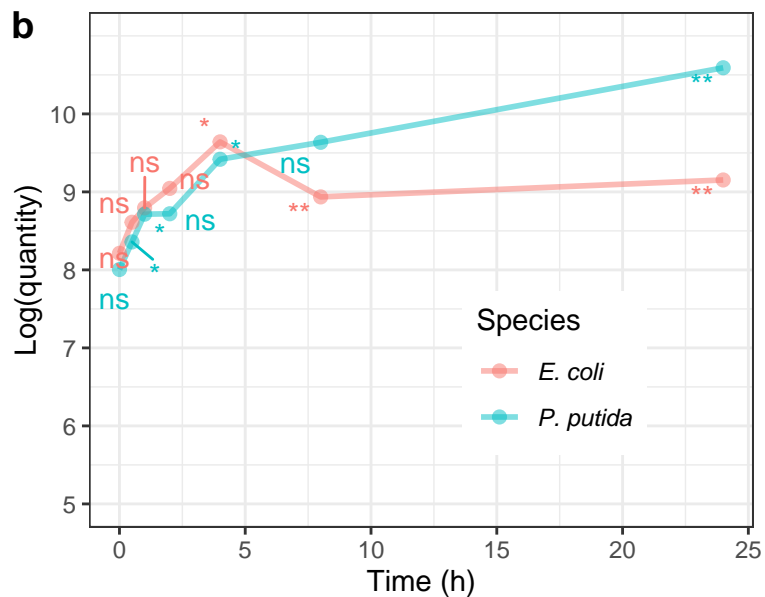 b
Log(quantity)
10
9
8
7
6
5
ns
ns
ns
ns
*
**
**
ns
*
*
ns
*
ns
**
Species
E. coli
P. putida
0
5
10
15
20
25
Time (h)